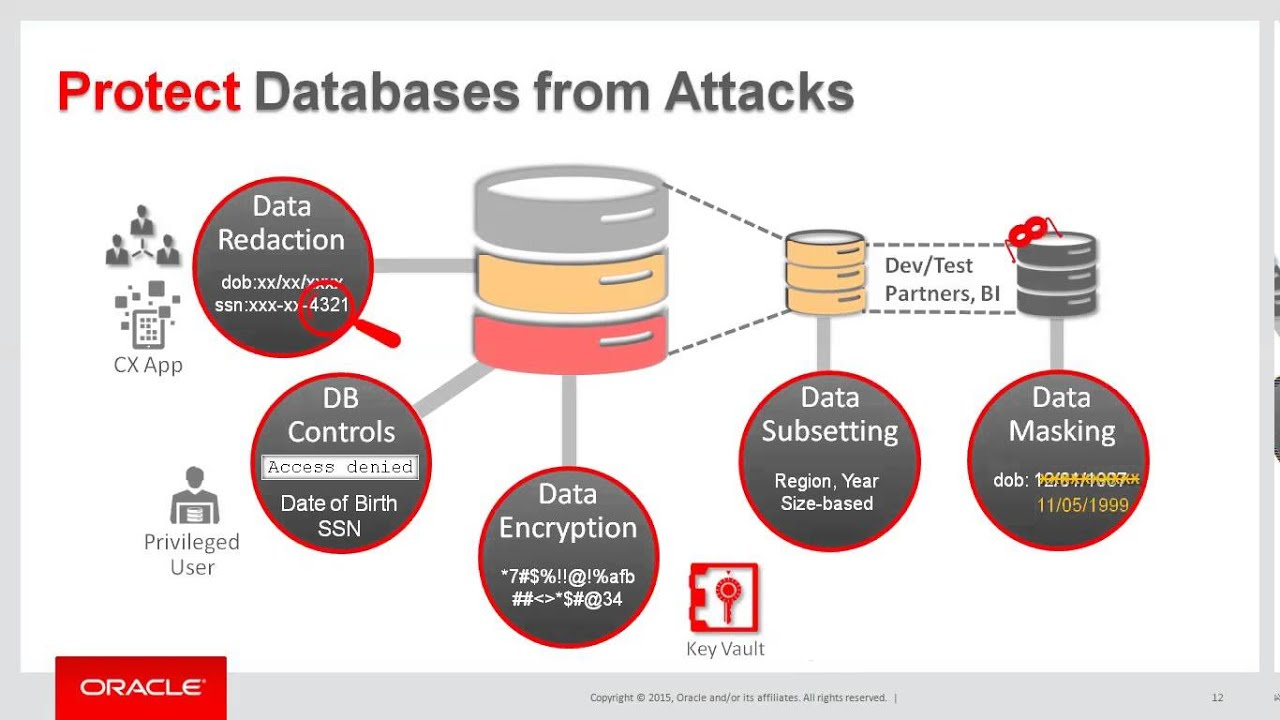 Protect Databases from Attacks
Data
Redaction
dob:xx/xx/xxxx
ssn:xxx-xx-4321
CX App
DB
Controls
Access denied
Date of Birth
SSN
Privileged
User
Data
Encryption
*7#$%!!@!%afb
##<>*$#@34
Key Vault
Dev/Test
Partners, BI
Data
Subsetting
Region, Year
Size-based
Data
Masking
dob:
11/05/1999
ORACLE®
Copyright © 2015, Oracle and/or its affiliates. All rights reserved. |
12